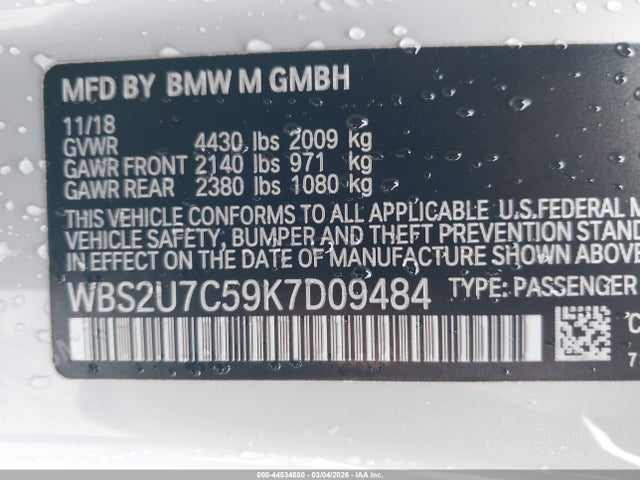 MFD BY BMW M GMBH
11/18
GVWR 4430 lbs 2009 kg
GAWR FRONT 2140 lbs 971 kg
GAWR REAR 2380 lbs 1080 kg
THIS VEHICLE CONFORMS TO ALL APPLICABLE U.S.FEDERAL M
VEHICLE SAFETY, BUMPER AND THEFT PREVENTION STAND
IN EFFECT ON THE DATE OF MANUFACTURE SHOWN ABOVE
WBS2U7C59K7D09484 TYPE: PASSENGER
C
7
000-44534880 - 03/04/2026 - IAA Inc.